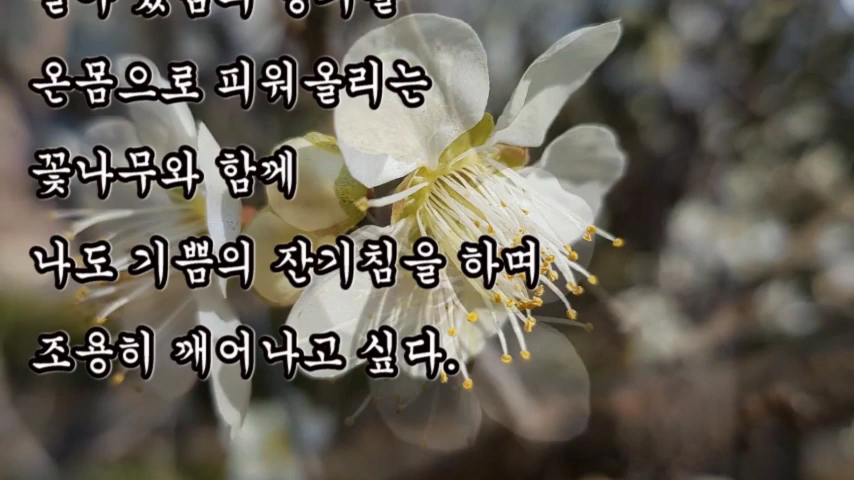 온몸으로 피워올리는
꽃나무와 함께
나도 기쁨의 잔기침을 하며
조용히 깨어나고 싶다.